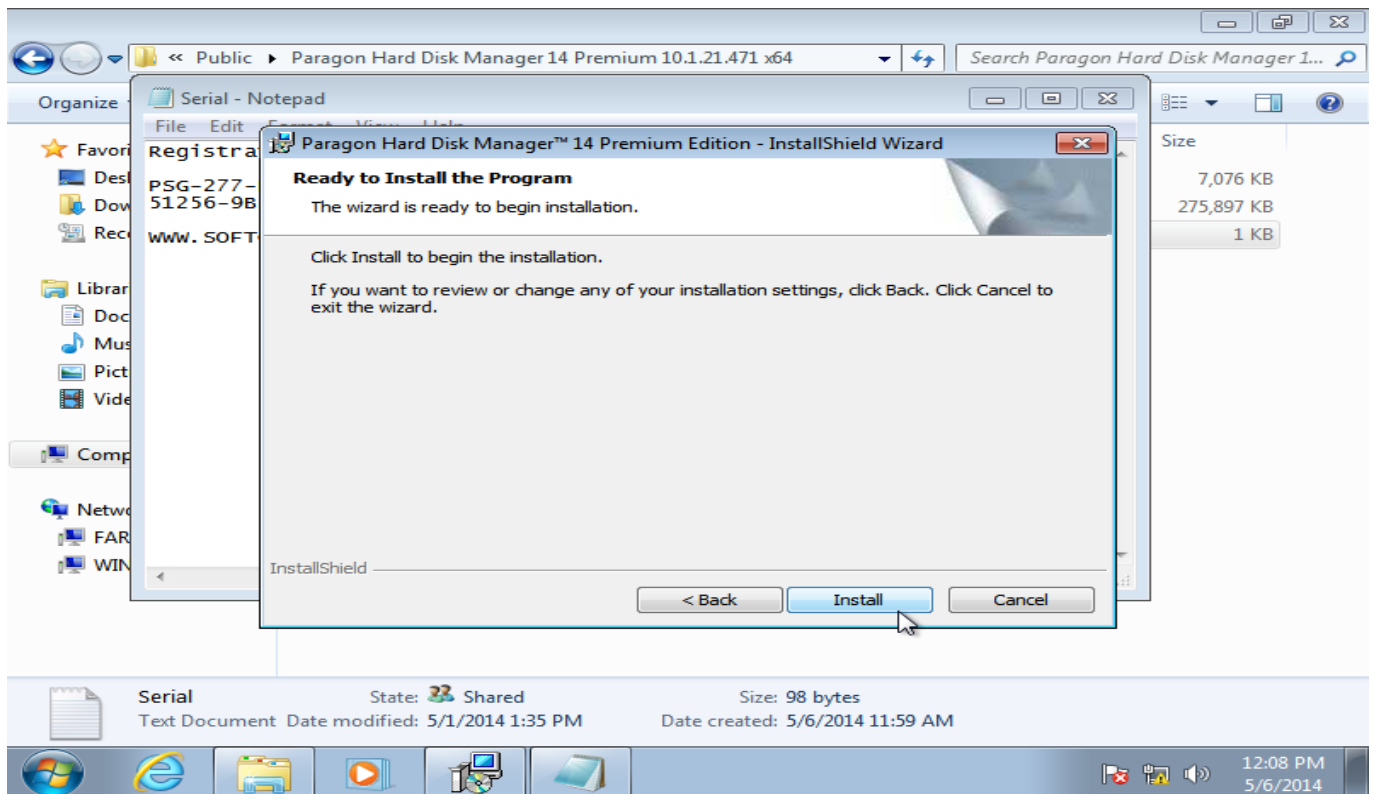 « Public ▸ Paragon Hard Disk Manager 14 Premium 10.1.21.471 x64
Search Paragon Hard Disk Manager 1...
Organize
Serial - Notepad
File Edit Format View Help
Size
Paragon Hard Disk Manager™ 14 Premium Edition - InstallShield Wizard
Registra
PSG-277-
51256-9B
WWW.SOFT
Ready to Install the Program
The wizard is ready to begin installation.
Click Install to begin the installation.
If you want to review or change any of your installation settings, click Back. Click Cancel to
exit the wizard.
InstallShield
< Back
Install
Cancel
Favori
Desl
Dow
Rece
Librar
Doc
Mus
Pict
Vide
Comp
Netwo
FAR
WIN
7,076 KB
275,897 KB
1 KB
Serial State: Shared Size: 98 bytes
Text Document Date modified: 5/1/2014 1:35 PM Date created: 5/6/2014 11:59 AM
12:08 PM
5/6/2014